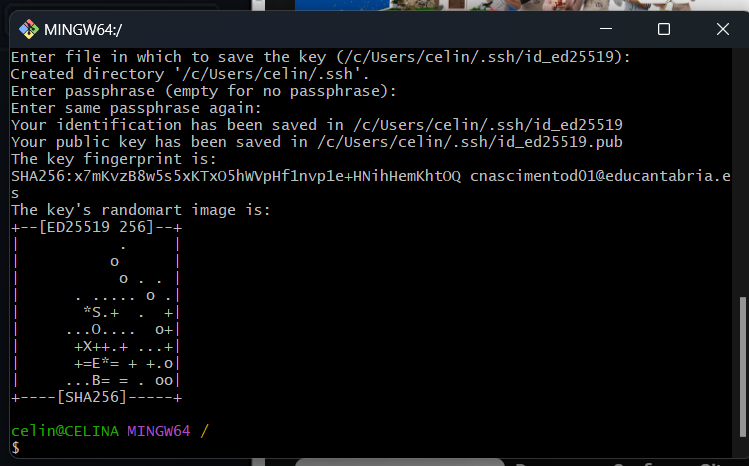 MINGW64:/
Enter file in which to save the key (/c/Users/celin/.ssh/id_ed25519):
Created directory '/c/Users/celin/.ssh'.
Enter passphrase (empty for no passphrase):
Enter same passphrase again:
Your identification has been saved in /c/Users/celin/.ssh/id_ed25519
Your public key has been saved in /c/Users/celin/.ssh/id_ed25519.pub
The key fingerprint is:
SHA256:x7mKvzB8w5s5xKTxO5hWVpHf1nvp1e+HNihHemKhtOQ cnascimentod01@educantabria.e
s
The key's randomart image is:
+--[ED25519 256]--+
|            .     |
|           o      |
|            o . . |
|      . ..... o .|
|       *S.+  .  +|
|     ...O....  o+|
|      +X++.+ ...+|
|      +=E*= + +.o|
|     ...B= = . oo|
+----[SHA256]-----+
celin@CELINA MINGW64 /
$